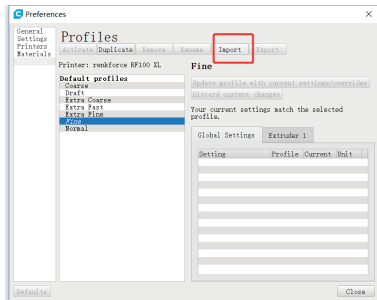 Preferences
General
Settings
Printers
Materials
Profiles
Activate Duplicate Remove Rename Import Export
Printer: renkforce RF100 XL
Fine
Default profiles
Coarse
Draft
Extra Coarse
Extra Fast
Extra Fine
Fine
Normal
Update profile with current settings/overrides
Discard current changes
Your current settings match the selected
profile.
Global Settings Extruder 1
Setting Profile Current Unit
Defaults Close